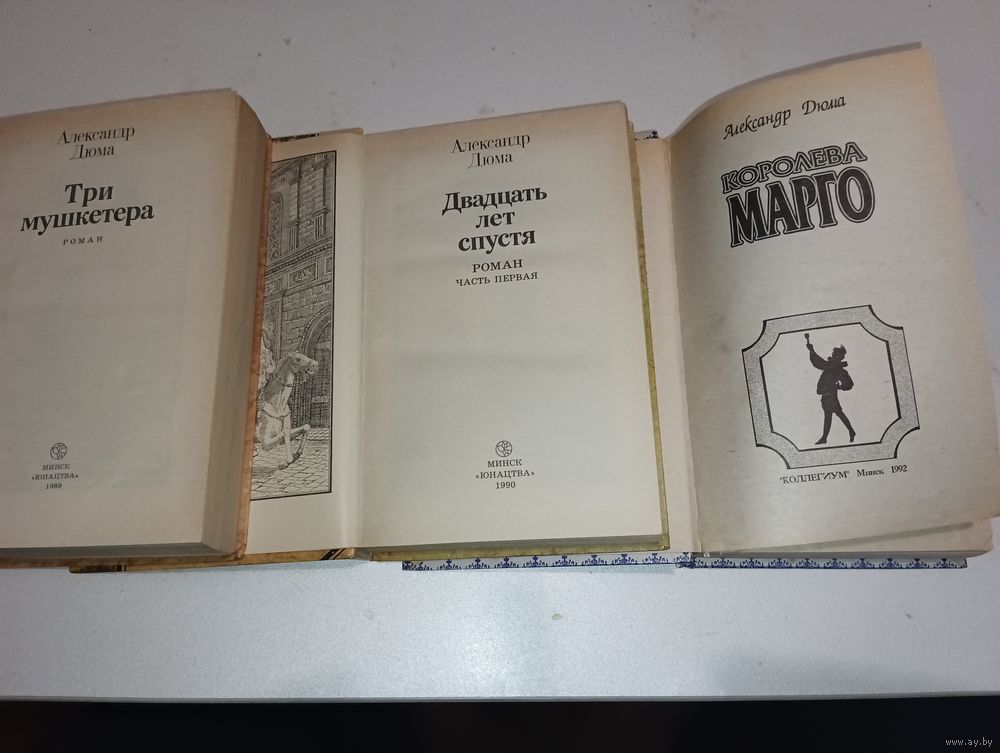 Александр
Дюма
Три
мушкетера
РОМАН
МИНСК
«ЮНАЦТВА»
1989
Александр
Дюма
Двадцать
лет
спустя
РОМАН
ЧАСТЬ ПЕРВАЯ
МИНСК
«ЮНАЦТВА»
1990
Александр Дюма
КОРОЛЕВА
МАРГО
"КОЛЛЕГИУМ" Минск 1992
www.ay.by